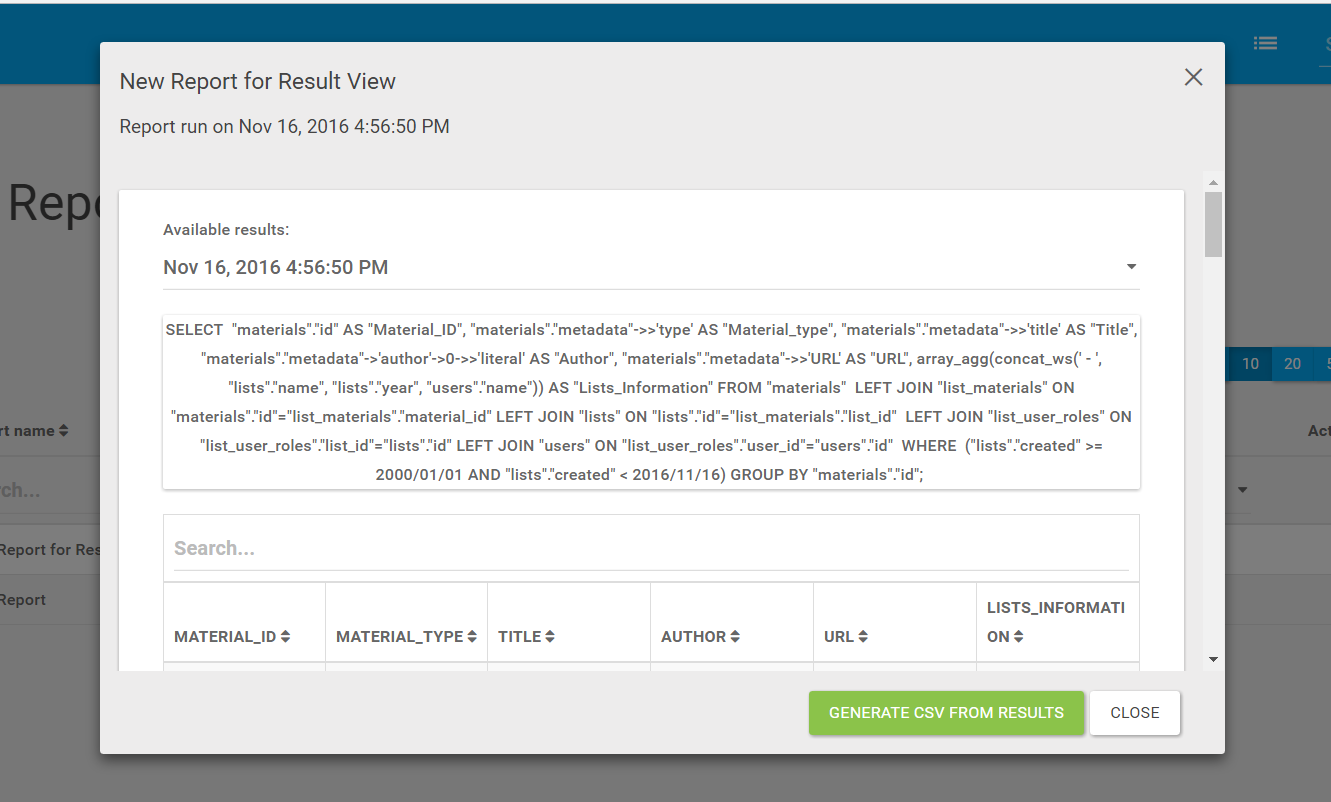 New Report for Result View
Report run on Nov 16, 2016 4:56:50 PM
Repo
Available results:
Nov 16, 2016 4:56:50 PM
SELECT "materials"."id" AS "Material_ID", "materials"."metadata"->>'type' AS "Material_type", "materials"."metadata"->>'title' AS "Title",
"materials"."metadata"->'author'->0->>'literal' AS "Author", "materials"."metadata"->>'URL' AS "URL", array_agg(concat_ws(' - ',
"lists"."name", "lists"."year", "users"."name")) AS "Lists_Information" FROM "materials" LEFT JOIN "list_materials" ON
"materials"."id"="list_materials"."material_id" LEFT JOIN "lists" ON "lists"."id"="list_materials"."list_id" LEFT JOIN "list_user_roles" ON
"list_user_roles"."list_id"="lists"."id" LEFT JOIN "users" ON "list_user_roles"."user_id"="users"."id" WHERE ("lists"."created" >=
2000/01/01 AND "lists"."created" < 2016/11/16) GROUP BY "materials"."id";
10 20
rt name
Act
rch...
Search...
Report for Res
Report
MATERIAL_ID MATERIAL_TYPE TITLE AUTHOR URL LISTS_INFORMATI
ON
GENERATE CSV FROM RESULTS CLOSE